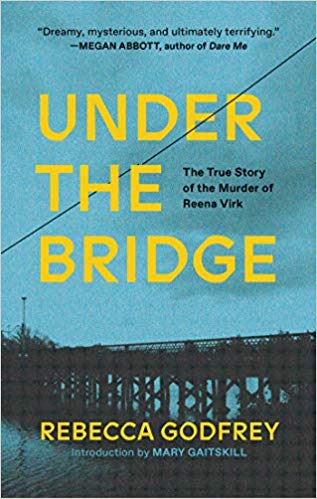 “Dreamy, mysterious, and ultimately terrifying.”
—MEGAN ABBOTT, author of Dare Me
UNDER
THE
BRIDGE
The True Story
of the Murder of
Reena Virk
REBECCA GODFREY
Introduction by MARY GAITSKILL